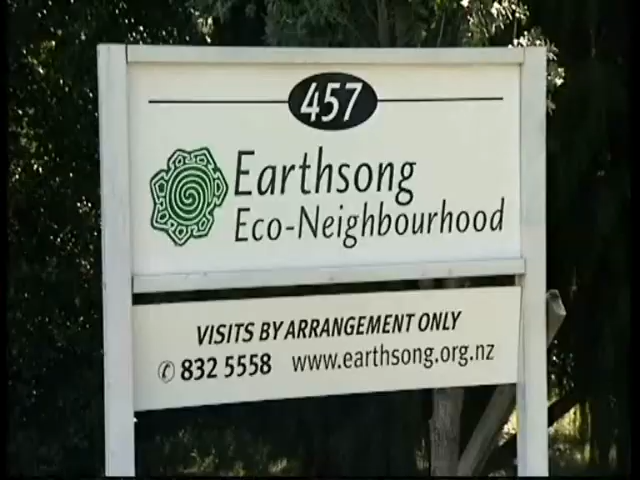 457
Earthsong
Eco-Neighbourhood
VISITS BY ARRANGEMENT ONLY
✆ 832 5558 www.earthsong.org.nz